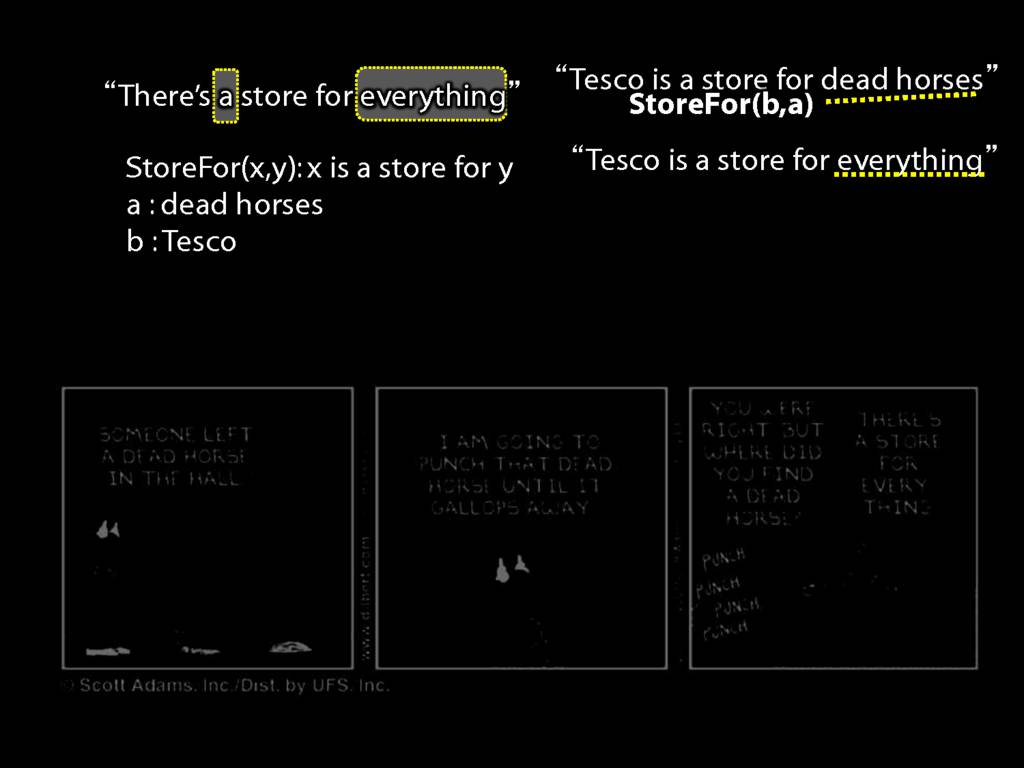 “There’s a store for everything”
StoreFor(x,y): x is a store for y
a : dead horses
b : Tesco
“Tesco is a store for dead horses”
StoreFor(b,a)
“Tesco is a store for everything”
SOMEONE LEFT
A DEAD HORSE
IN THE HALL.
I AM GOING TO
PUNCH THAT DEAD
HORSE UNTIL IT
GALLOPS AWAY.
www.dilbert.com
YOU WERE
RIGHT BUT
WHERE DID
YOU FIND
A DEAD
HORSE?
THERE'S
A STORE
FOR
EVERY
THING
PUNCH
PUNCH
PUNCH
PUNCH
© Scott Adams, Inc./Dist. by UFS, Inc.